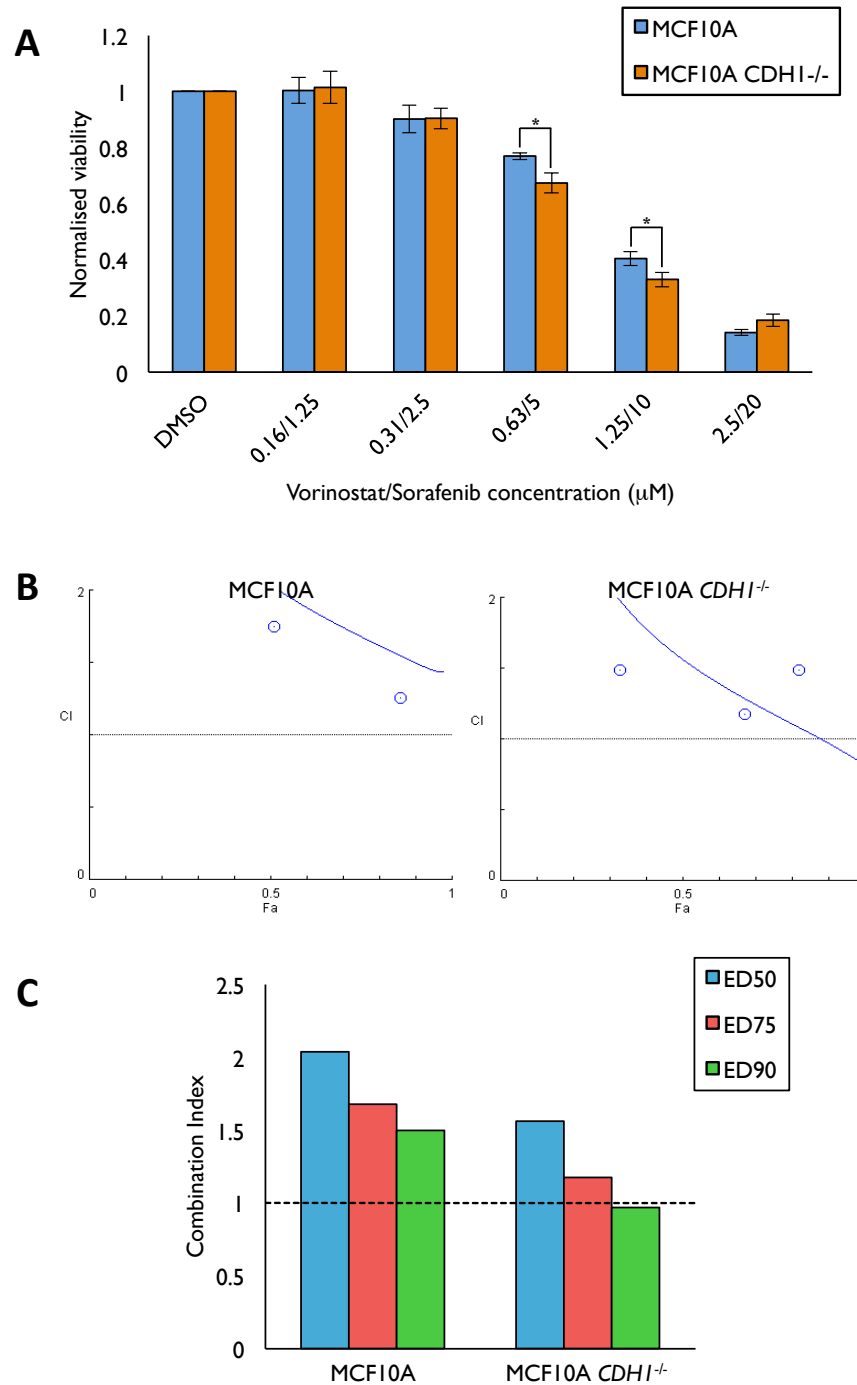 A
1.2
1
0.8
0.6
0.4
0.2
0
Normalised viability
MCF10A
MCF10A CDH1-/-
*
*
DMSO
0.16/1.25
0.31/2.5
0.63/5
1.25/10
2.5/20
Vorinostat/Sorafenib concentration (μM)
B
MCF10A
2
CI
0
0 0.5 1
Fa
MCF10A CDH1-/-
2
CI
0
0 0.5
Fa
C
2.5
2
1.5
1
0.5
0
Combination Index
ED50
ED75
ED90
MCF10A
MCF10A CDH1-/-